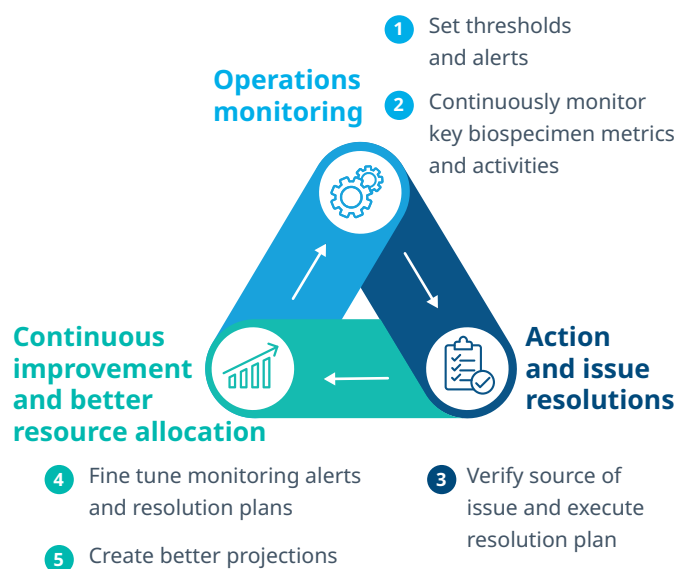 Operations
monitoring
1 Set thresholds
and alerts
2 Continuously monitor
key biospecimen metrics
and activities
Action
and issue
resolutions
3 Verify source of
issue and execute
resolution plan
Continuous
improvement
and better
resource allocation
4 Fine tune monitoring alerts
and resolution plans
5 Create better projections